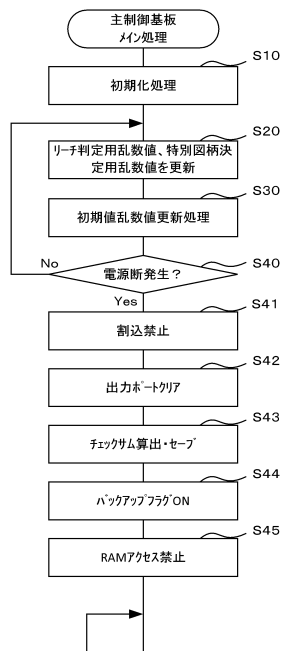 主制御基板
メイン処理
S10
初期化処理
S20
リーチ判定用乱数値、特別図柄決
定用乱数値を更新
S30
初期値乱数値更新処理
S40
No
電源断発生？
Yes
S41
割込禁止
S42
出力ポートクリア
S43
チェックサム算出・セーブ
S44
バックアップフラグON
S45
RAMアクセス禁止